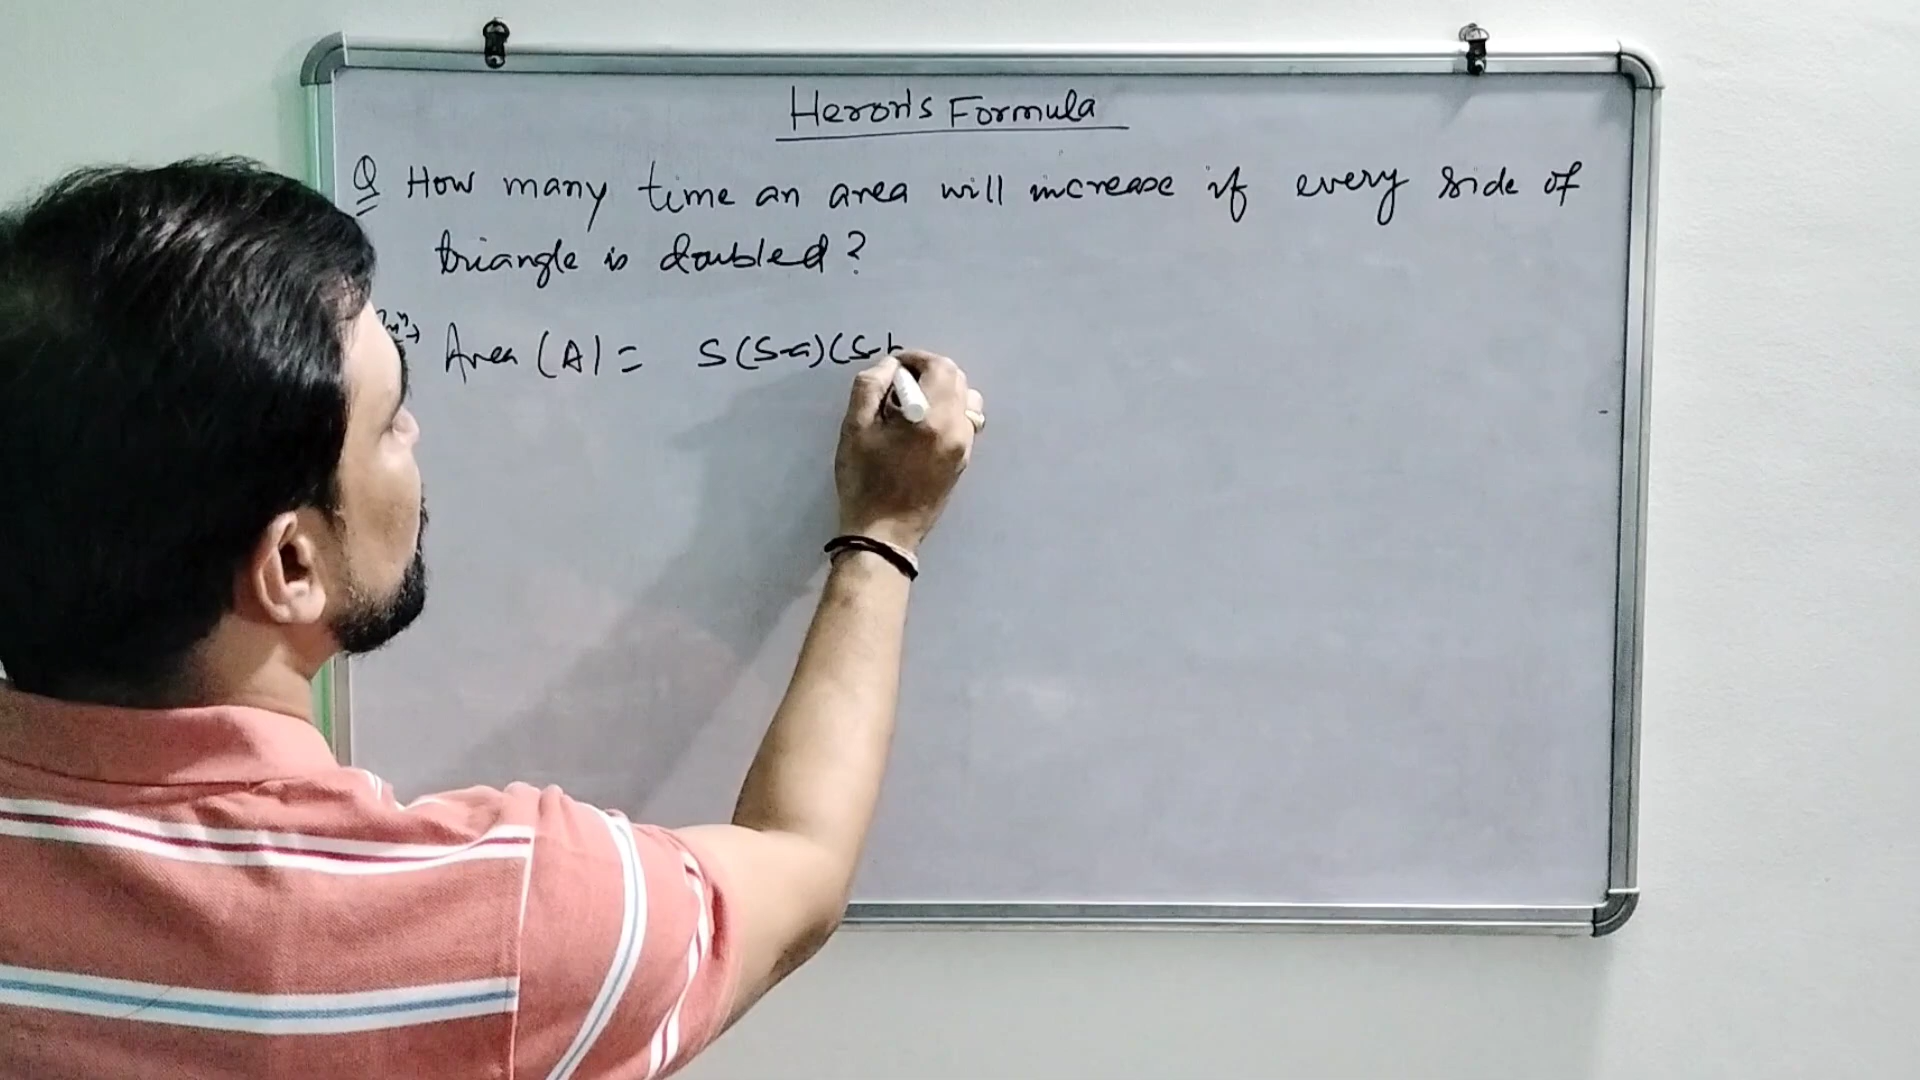 Heron's Formula
Q How many time an area will increase if every side of
triangle is doubled?
Area (A) = S(S-a)(S-b